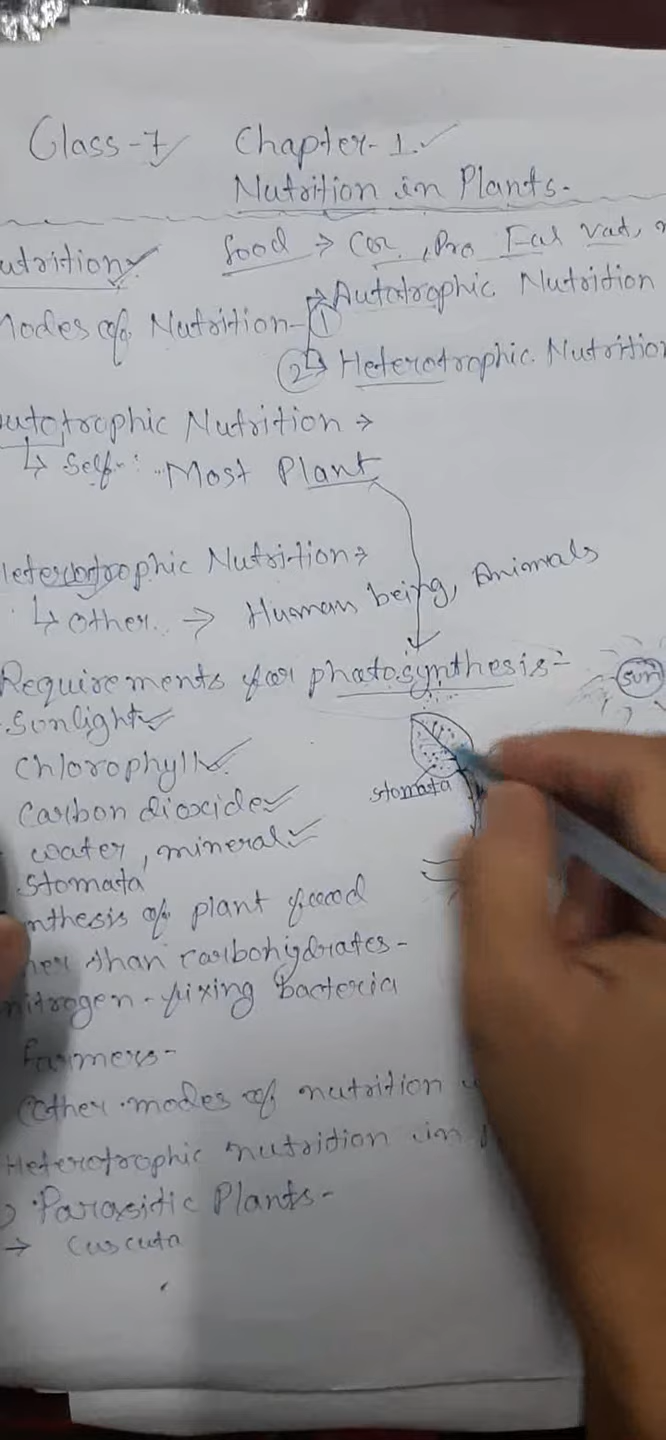 Class-7 Chapter-1.
Nutrition in Plants-
utrition food → Car, Pro Fat
Modes of Nutrition- ① Autotrophic Nutrition
② Heterotrophic Nutrition
utotrophic Nutrition →
↳ Self- Most Plant
Heterotrophic Nutrition→
↳ Other. → Human being, Animals
Requirements for photosynthesis-
sun
Sunlight
Chlorophyll
Carbon dioxide
stomata
water, mineral
stomata
nthesis of plant food
her than carbohydrates-
nitrogen-fixing bacteria
Farmers-
Other modes of nutrition
Heterotrophic nutrition in
Parasitic Plants-
→ Cuscuta